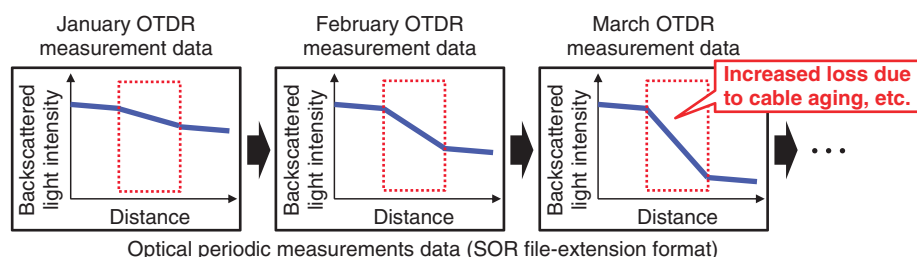 January OTDR
measurement data
February OTDR
measurement data
March OTDR
measurement data
Backscattered
light intensity
Distance
Backscattered
light intensity
Distance
Backscattered
light intensity
Distance
Increased loss due
to cable aging, etc.
...
Optical periodic measurements data (SOR file-extension format)